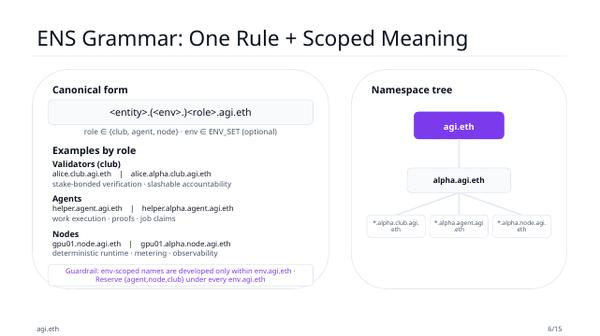 ENS Grammar: One Rule + Scoped Meaning
Canonical form
<entity>.(<env>.)<role>.agi.eth
role ∈ {club, agent, node} · env ∈ ENV_SET (optional)
Examples by role
Validators (club)
alice.club.agi.eth | alice.alpha.club.agi.eth
stake-bonded verification · slashable accountability
Agents
helper.agent.agi.eth | helper.alpha.agent.agi.eth
work execution · proofs · job claims
Nodes
gpu01.node.agi.eth | gpu01.alpha.node.agi.eth
deterministic runtime · metering · observability
Guardrail: env-scoped names are developed only within env.agi.eth ·
Reserve {agent,node,club} under every env.agi.eth
Namespace tree
agi.eth
alpha.agi.eth
*.alpha.club.agi.
eth
*.alpha.agent.agi
.eth
*.alpha.node.agi.
eth
agi.eth
6/15